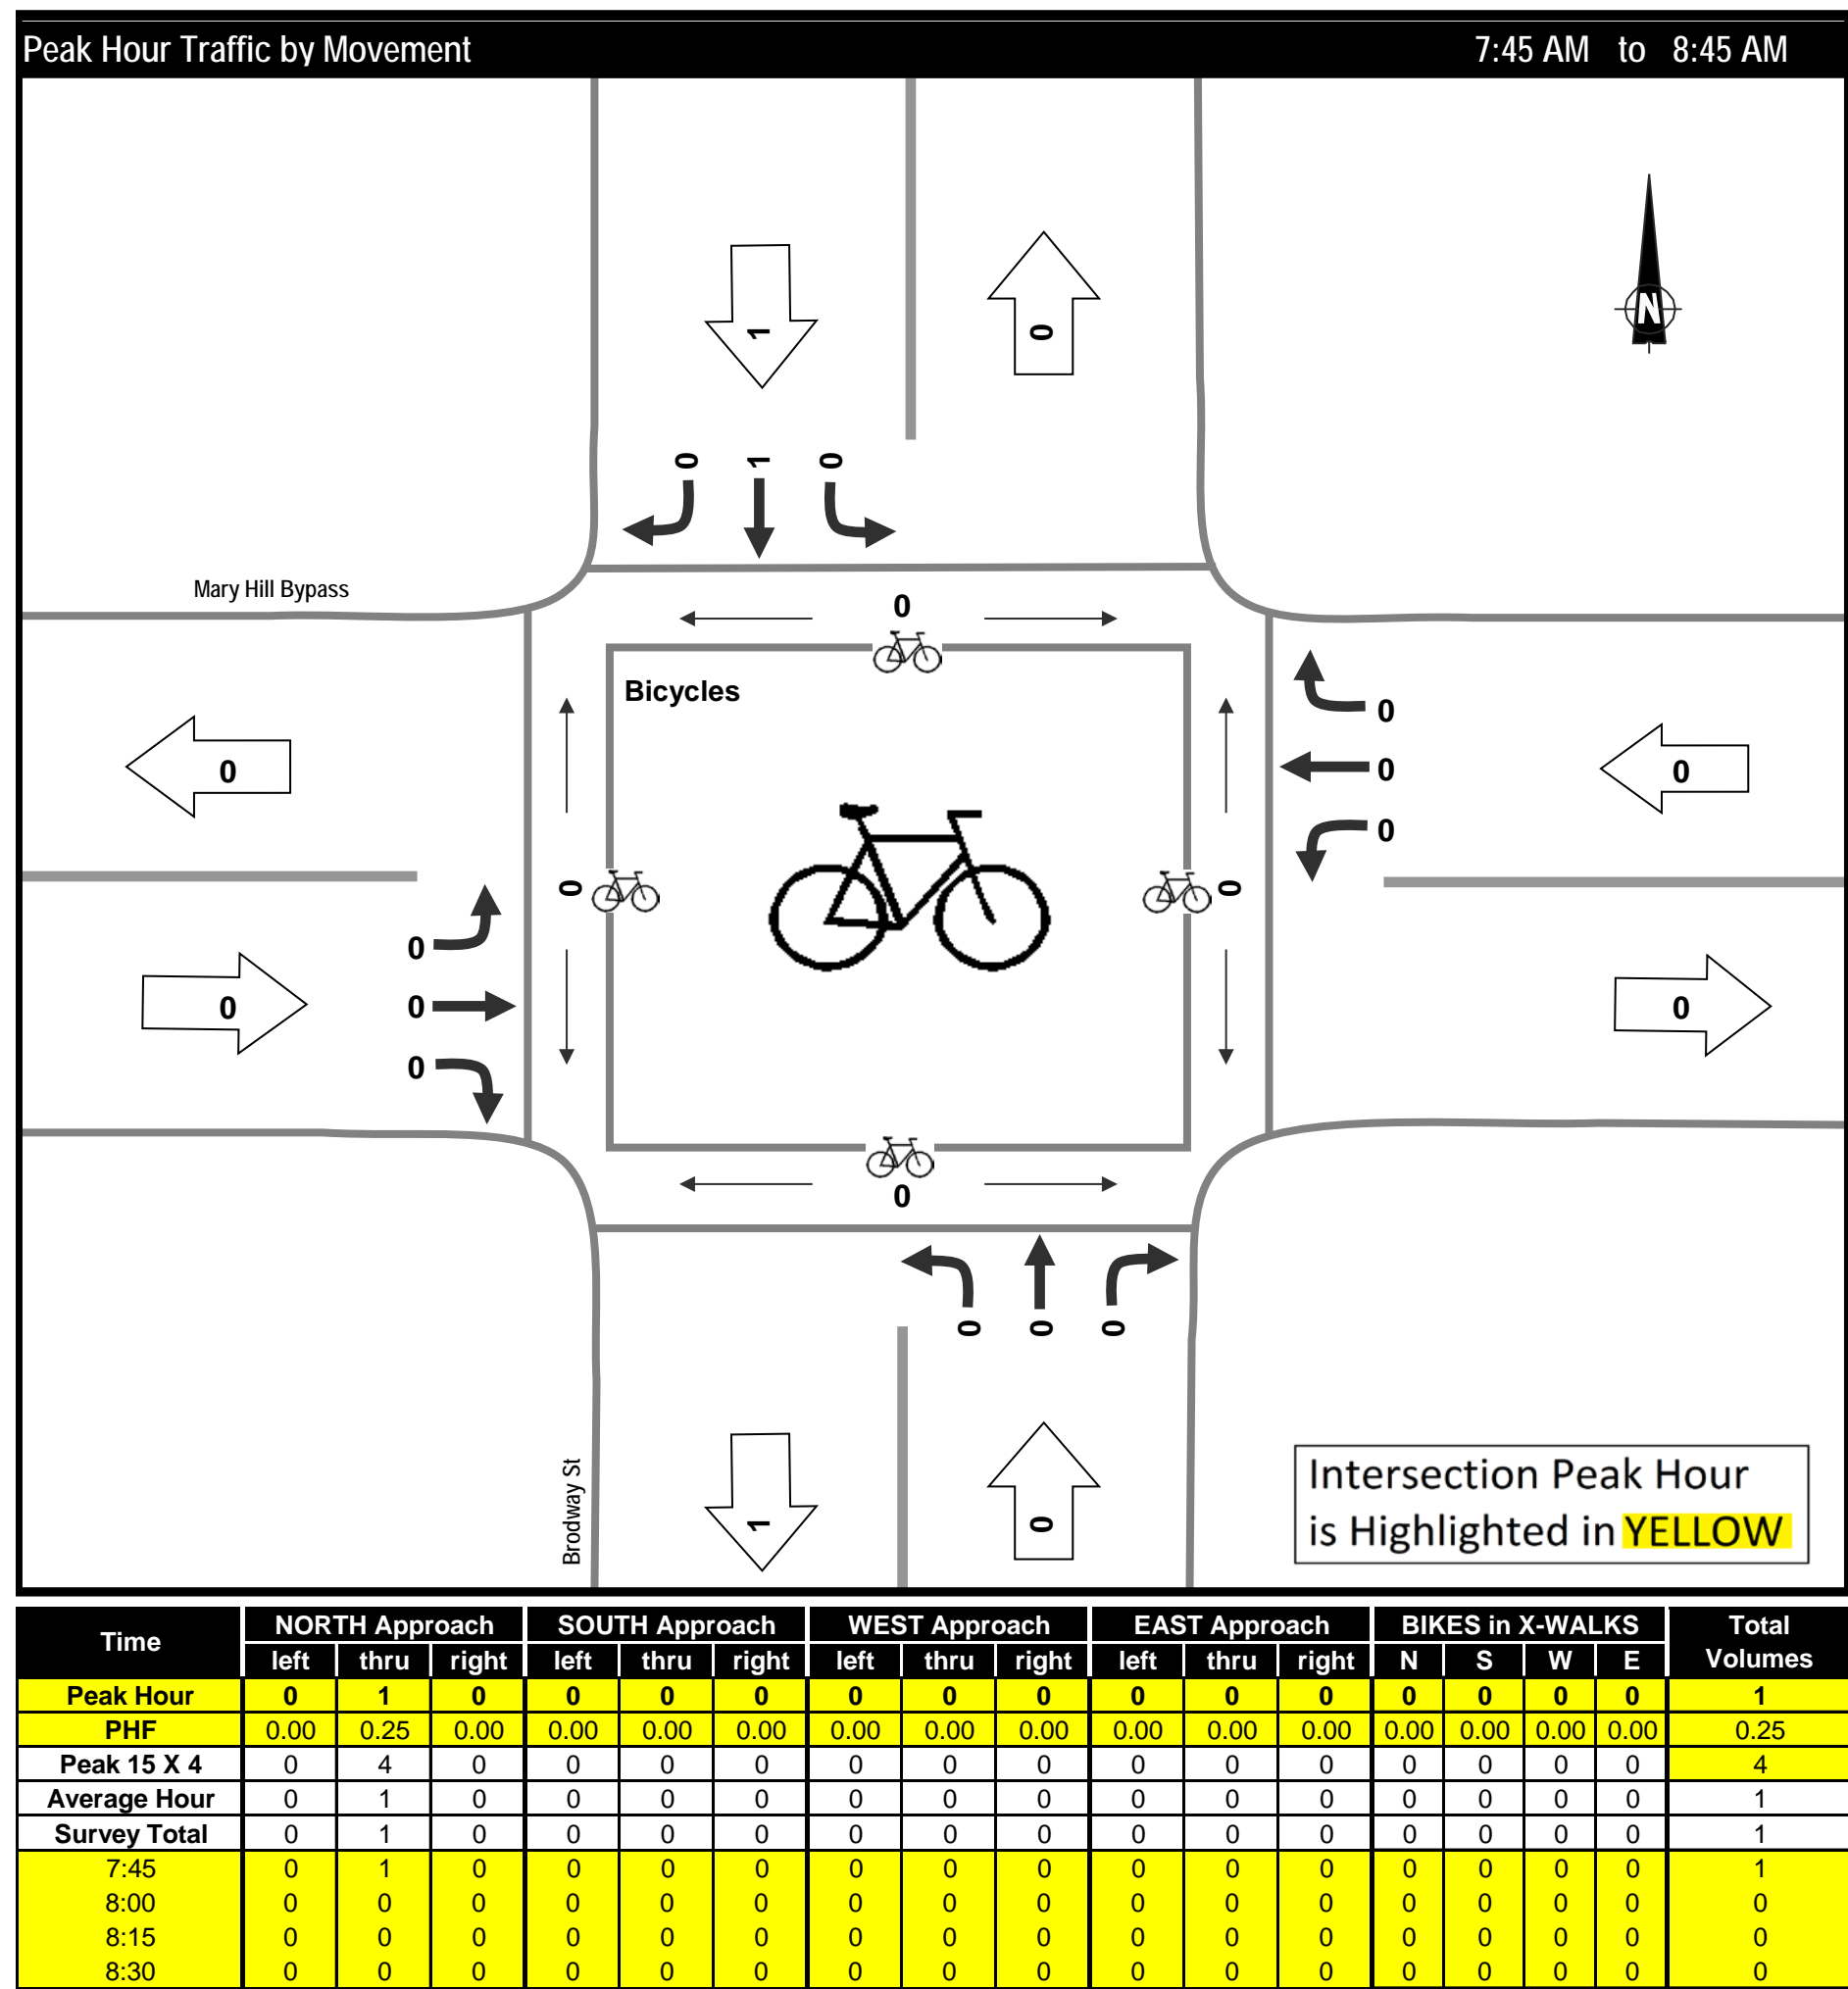 Peak Hour Traffic by Movement 7:45 AM to 8:45 AM
N
1 0
0 1 0
Mary Hill Bypass
0
Bicycles
0
0 0 0
0
0 0
0
0 0 0
0
0
0 0 0
Brodway St
1 0
Intersection Peak Hour
is Highlighted in YELLOW
Time NORTH Approach SOUTH Approach WEST Approach EAST Approach BIKES in X-WALKS Total Volumes
left thru right left thru right left thru right left thru right N S W E
Peak Hour 0 1 0 0 0 0 0 0 0 0 0 0 0 0 0 0 1
PHF 0.00 0.25 0.00 0.00 0.00 0.00 0.00 0.00 0.00 0.00 0.00 0.00 0.00 0.00 0.00 0.00 0.25
Peak 15 X 4 0 4 0 0 0 0 0 0 0 0 0 0 0 0 0 0 4
Average Hour 0 1 0 0 0 0 0 0 0 0 0 0 0 0 0 0 1
Survey Total 0 1 0 0 0 0 0 0 0 0 0 0 0 0 0 0 1
7:45 0 1 0 0 0 0 0 0 0 0 0 0 0 0 0 0 1
8:00 0 0 0 0 0 0 0 0 0 0 0 0 0 0 0 0 0
8:15 0 0 0 0 0 0 0 0 0 0 0 0 0 0 0 0 0
8:30 0 0 0 0 0 0 0 0 0 0 0 0 0 0 0 0 0